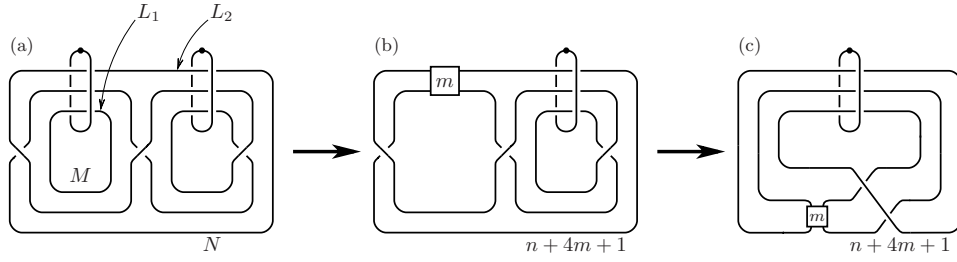 (a)
L₁
L₂
M
N
(b)
m
n + 4m + 1
(c)
m
n + 4m + 1